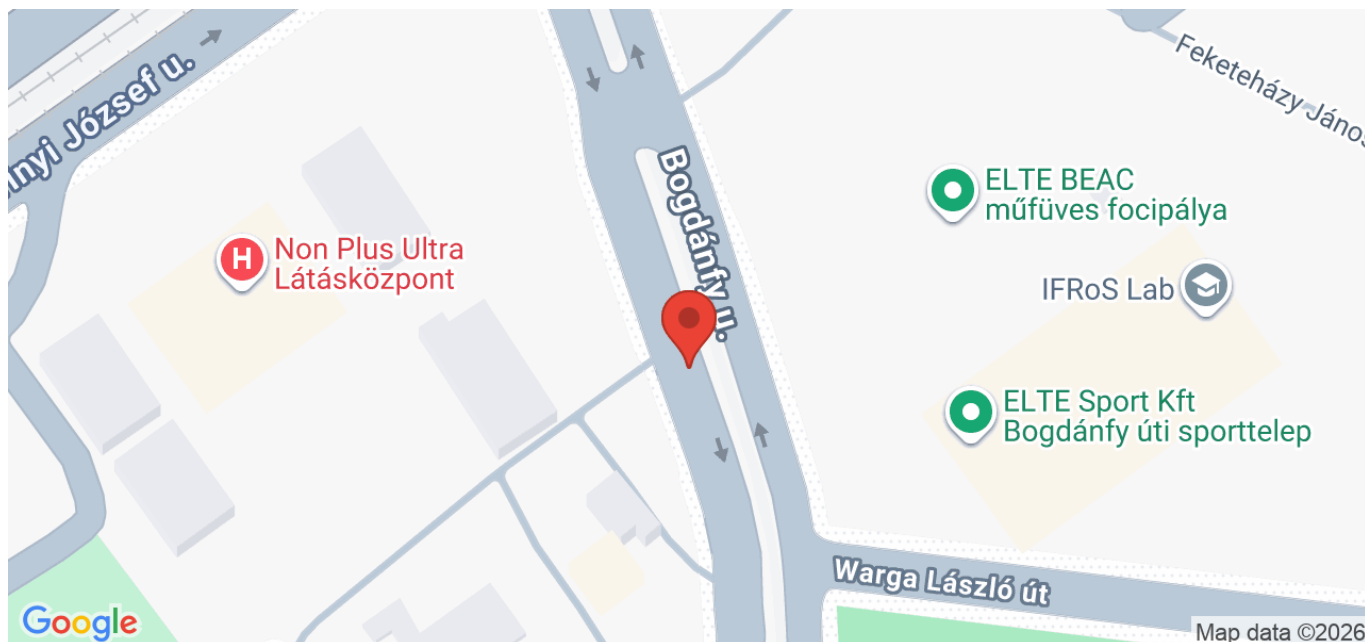 nyi József u.
Feketeházy János
Bogdánfy u.
ELTE BEAC
műfüves focipálya
H
Non Plus Ultra
Látásközpont
IFRoS Lab
ELTE Sport Kft
Bogdánfy úti sporttelep
Warga László út
Google
Map data ©2026